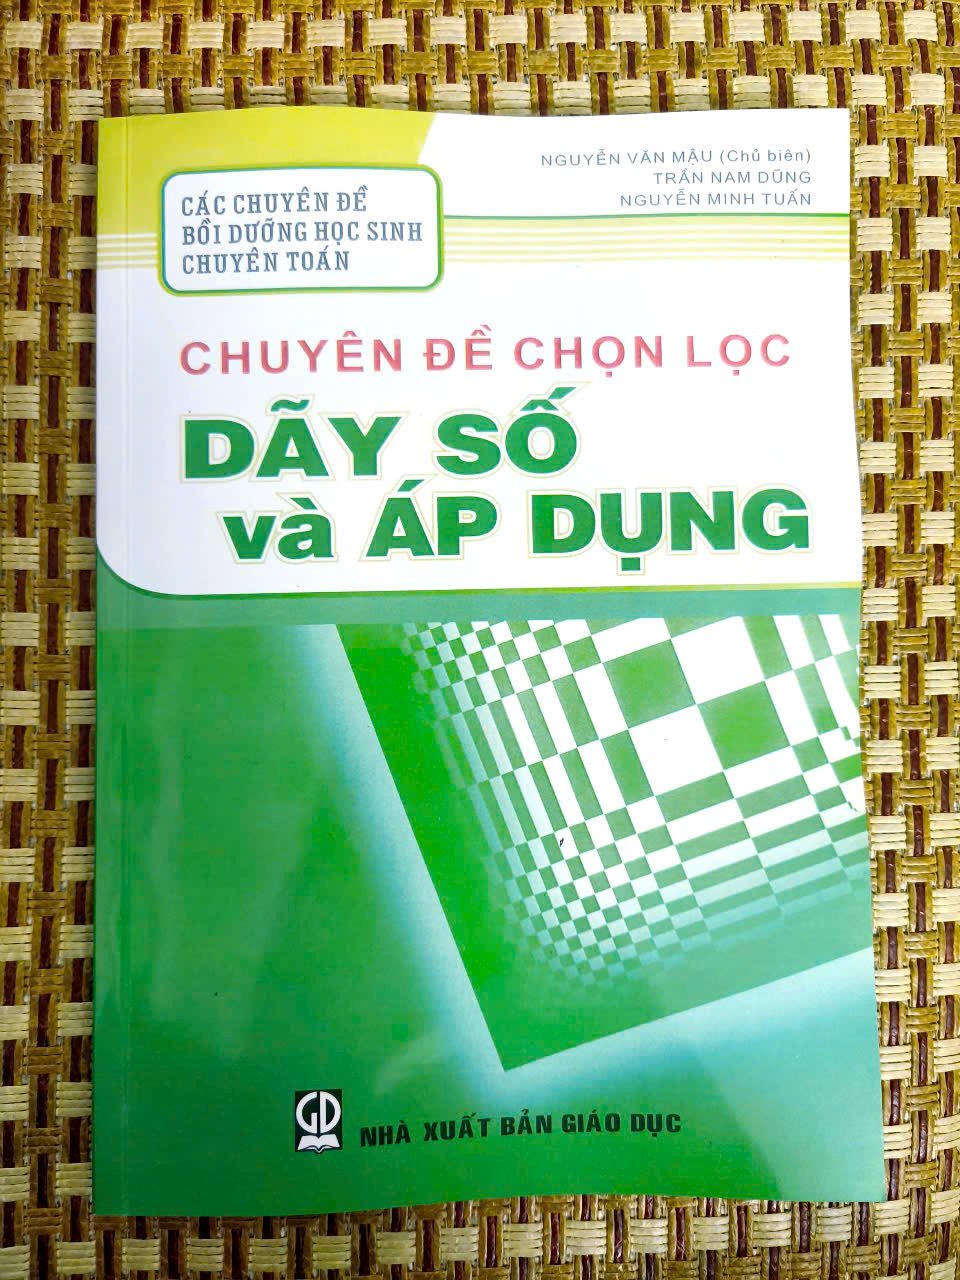 NGUYỄN VĂN MẬU (Chủ biên)
TRẦN NAM DŨNG
NGUYỄN MINH TUẤN
CÁC CHUYÊN ĐỀ
BỒI DƯỠNG HỌC SINH
CHUYÊN TOÁN
CHUYÊN ĐỀ CHỌN LỌC
DÃY SỐ
và ÁP DỤNG
GD
NHÀ XUẤT BẢN GIÁO DỤC